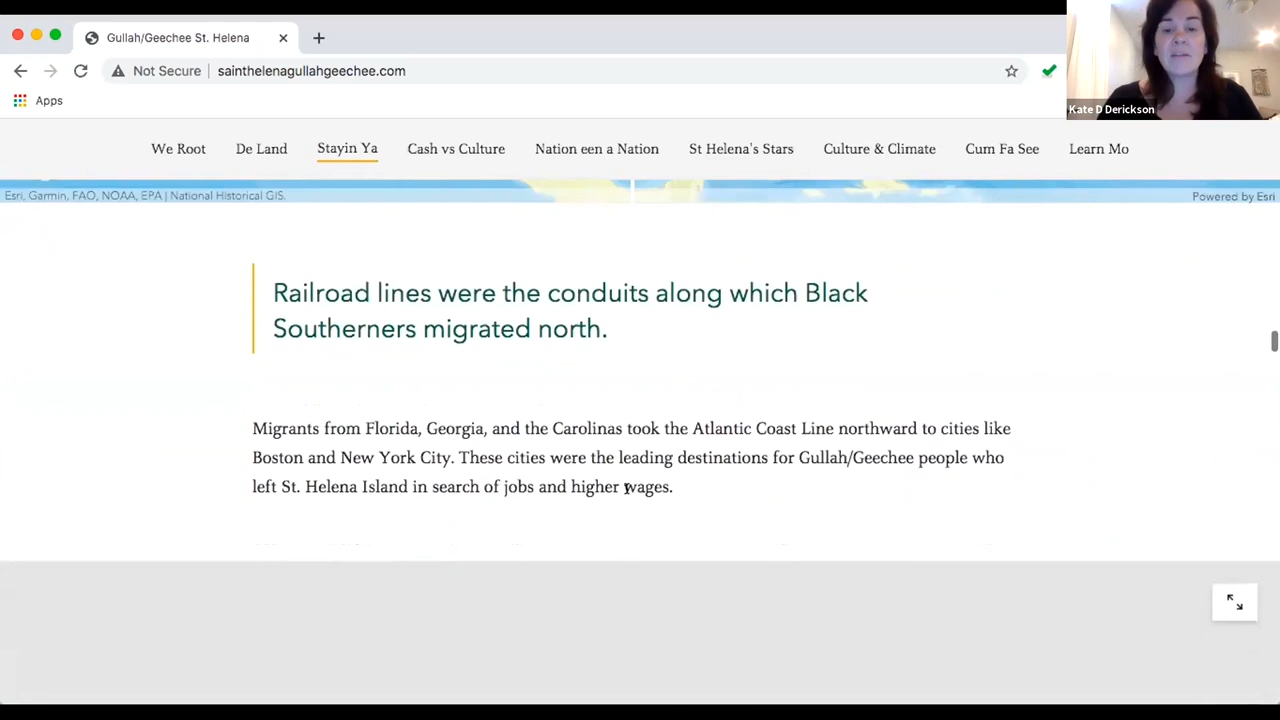 Gullah/Geechee St. Helena
Not Secure sainthelenagullahgeechee.com
Apps
Kate D Derickson
We Root De Land Stayin Ya Cash vs Culture Nation een a Nation St Helena's Stars Culture & Climate Cum Fa See Learn Mo
Esri, Garmin, FAO, NOAA, EPA | National Historical GIS. Powered by Esri
Railroad lines were the conduits along which Black
Southerners migrated north.
Migrants from Florida, Georgia, and the Carolinas took the Atlantic Coast Line northward to cities like
Boston and New York City. These cities were the leading destinations for Gullah/Geechee people who
left St. Helena Island in search of jobs and higher wages.